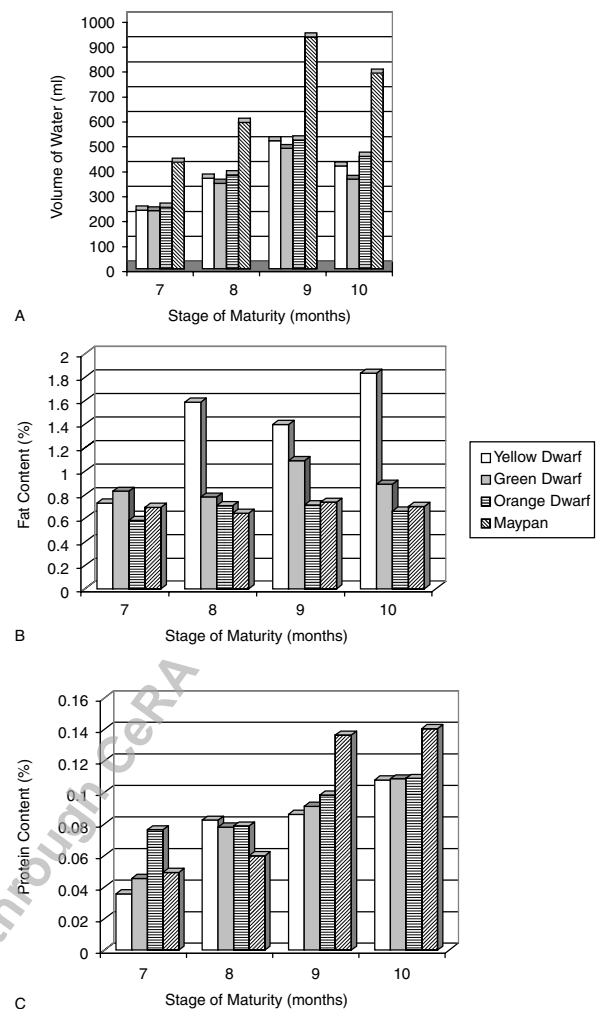 1000
900
800
700
600
500
400
300
200
100
0
Volume of Water (ml)
7 8 9 10
A Stage of Maturity (months)
2
1.8
1.6
1.4
1.2
1
0.8
0.6
0.4
0.2
0
Fat Content (%)
7 8 9 10
B Stage of Maturity (months)
Yellow Dwarf
Green Dwarf
Orange Dwarf
Maypan
0.16
0.14
0.12
0.1
0.08
0.06
0.04
0.02
0
Protein Content (%)
7 8 9 10
C Stage of Maturity (months)
through CeRA